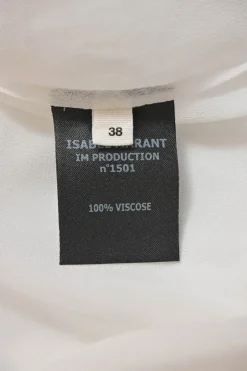 38
IM PRODUCTION
n°1501
100% VISCOSE